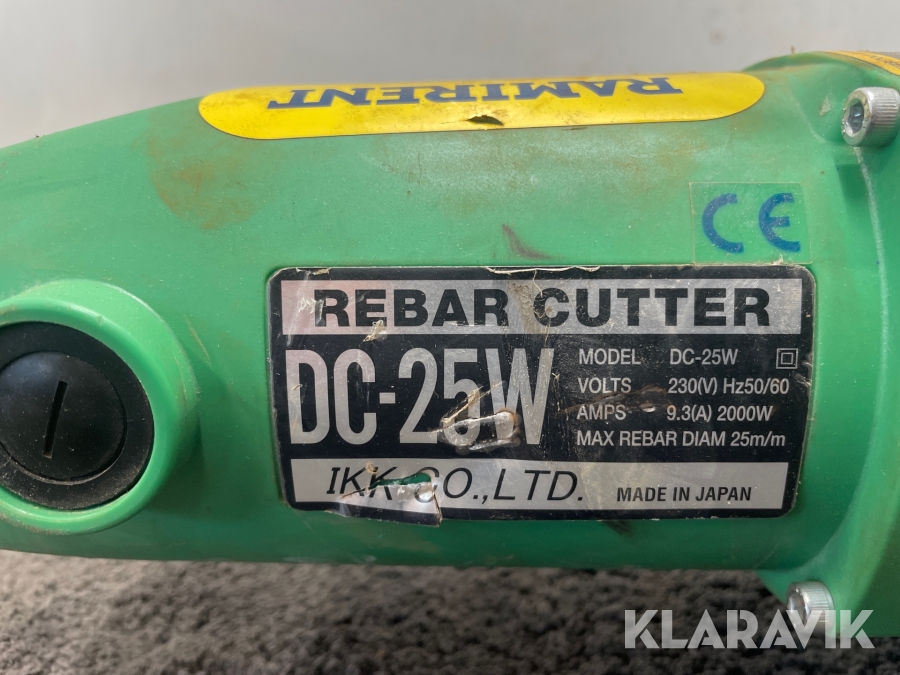 RAMIRENT
CE
REBAR CUTTER
DC-25W
MODEL DC-25W
VOLTS 230(V) Hz50/60
AMPS 9.3(A) 2000W
MAX REBAR DIAM 25m/m
IKK CO.,LTD. MADE IN JAPAN
KLARAVIK